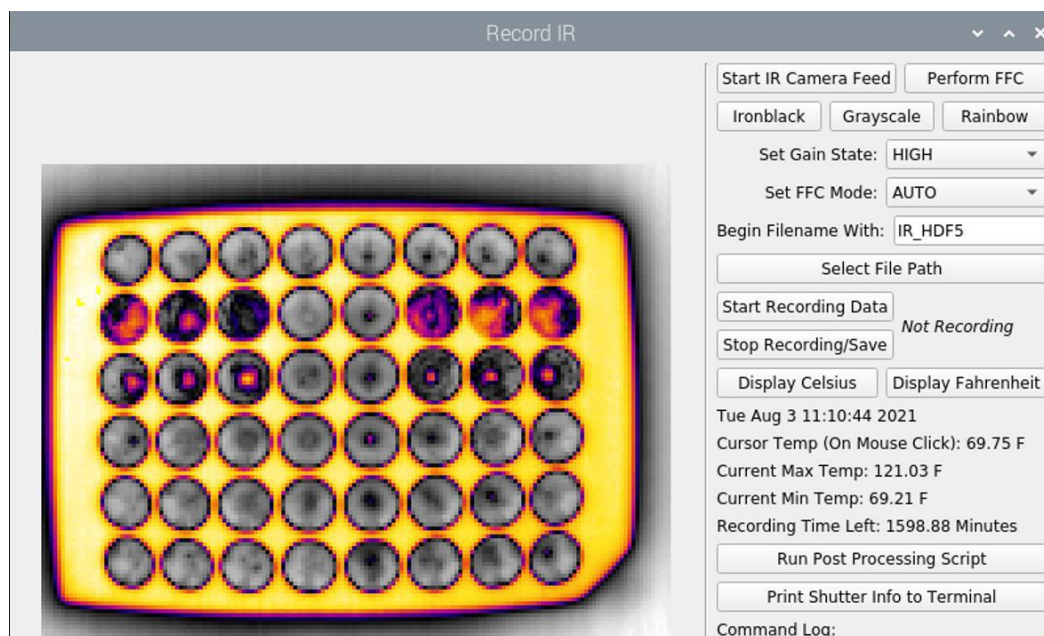 Record IR
Start IR Camera Feed Perform FFC
Ironblack Grayscale Rainbow
Set Gain State: HIGH
Set FFC Mode: AUTO
Begin Filename With: IR_HDF5
Select File Path
Start Recording Data
Not Recording
Stop Recording/Save
Display Celsius Display Fahrenheit
Tue Aug 3 11:10:44 2021
Cursor Temp (On Mouse Click): 69.75 F
Current Max Temp: 121.03 F
Current Min Temp: 69.21 F
Recording Time Left: 1598.88 Minutes
Run Post Processing Script
Print Shutter Info to Terminal
Command Log: